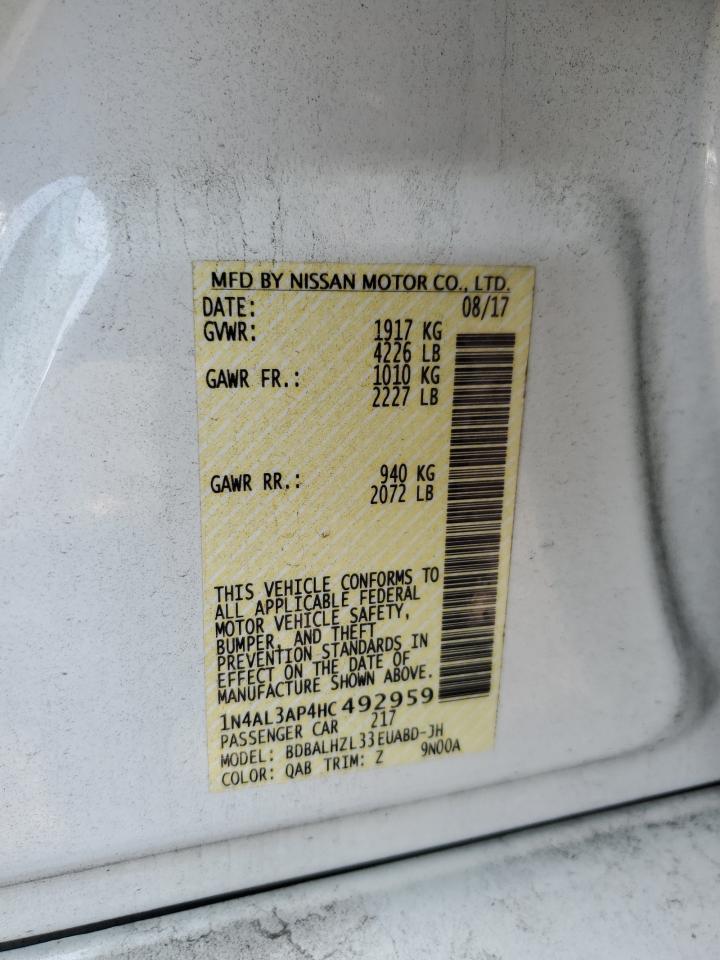 MFD BY NISSAN MOTOR CO., LTD.
DATE: 08/17
GVWR: 1917 KG
4226 LB
GAWR FR.: 1010 KG
2227 LB
GAWR RR.: 940 KG
2072 LB
THIS VEHICLE CONFORMS TO
ALL APPLICABLE FEDERAL
MOTOR VEHICLE SAFETY,
BUMPER, AND THEFT
PREVENTION STANDARDS IN
EFFECT ON THE DATE OF
MANUFACTURE SHOWN ABOVE.
1N4AL3AP4HC492959
PASSENGER CAR 217
MODEL: BDBALHZL33EUABD-JH
COLOR: QAB TRIM: Z 9N00A